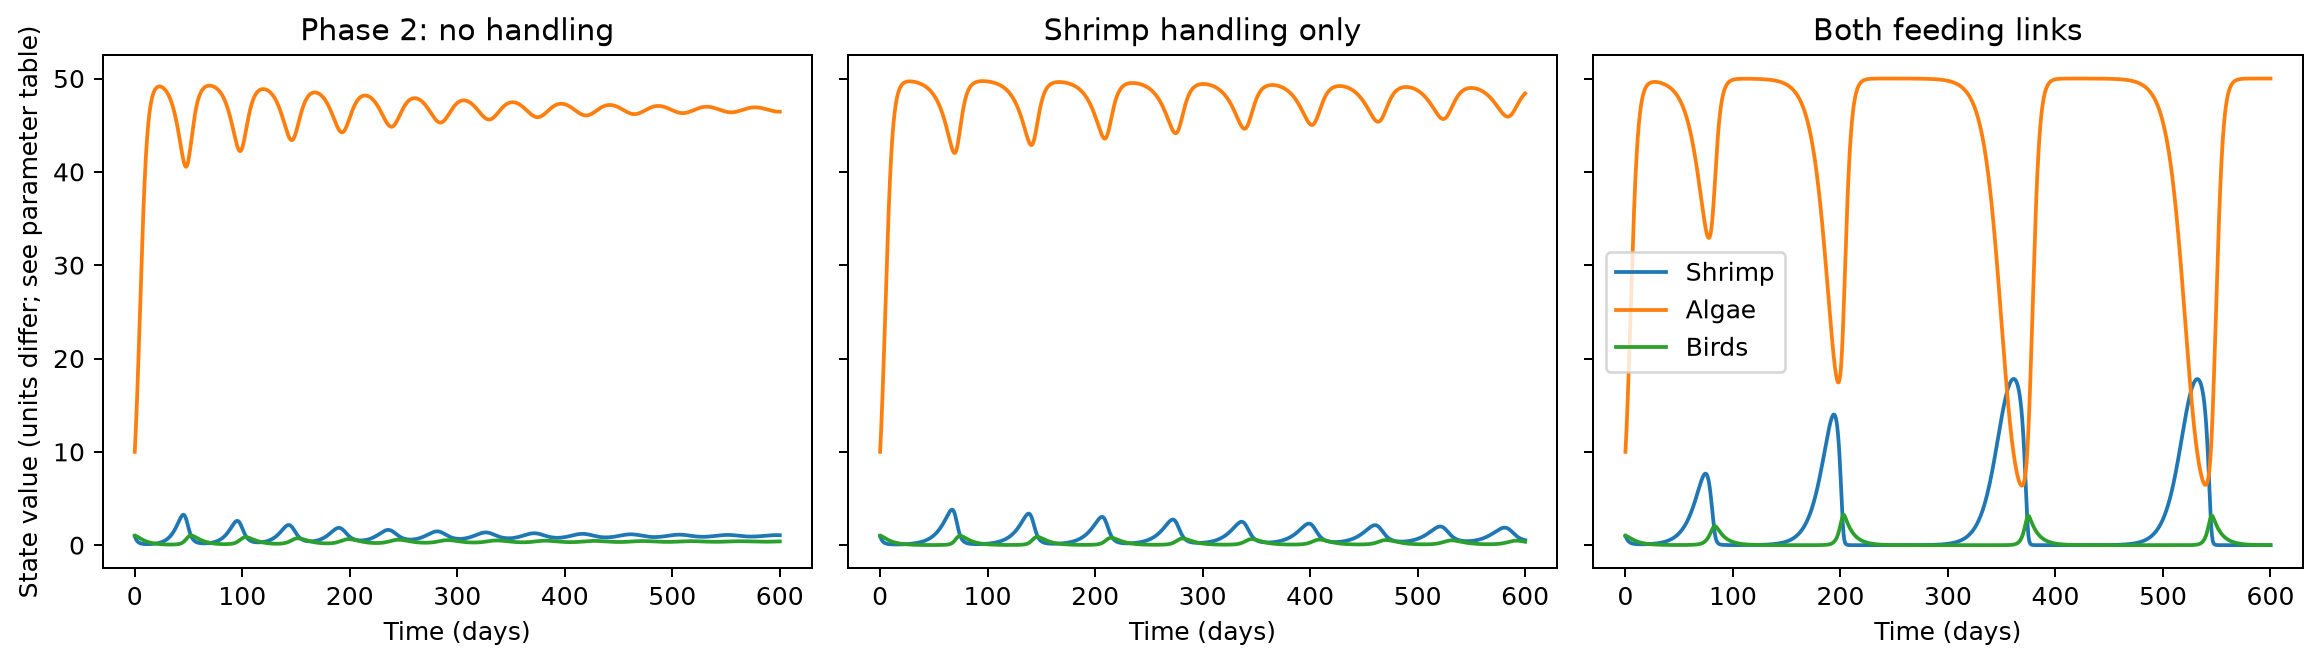 Phase 2: no handling
Shrimp handling only
Both feeding links
State value (units differ; see parameter table)
50
40
30
20
10
0
0 100 200 300 400 500 600
0 100 200 300 400 500 600
0 100 200 300 400 500 600
Time (days)
Time (days)
Time (days)
Shrimp
Algae
Birds